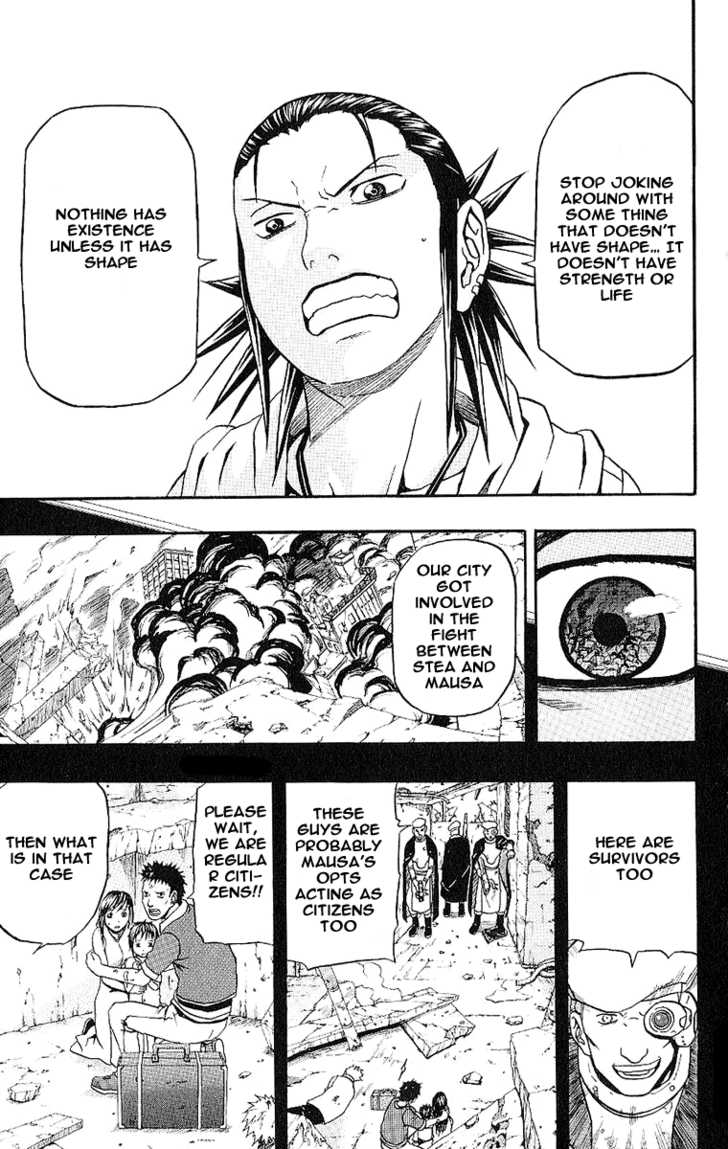 STOP JOKING
AROUND WITH
SOME THING
THAT DOESN'T
HAVE SHAPE... IT
DOESN'T HAVE
STRENGTH OR
LIFE
NOTHING HAS
EXISTENCE
UNLESS IT HAS
SHAPE
OUR CITY
GOT
INVOLVED
IN THE
FIGHT
BETWEEN
STEA AND
MAUSA
HERE ARE
SURVIVORS
TOO
THESE
GUYS ARE
PROBABLY
MAUSA'S
OPTS
ACTING AS
CITIZENS
TOO
PLEASE
WAIT,
WE ARE
REGULA
R CITI-
ZENS!!
THEN WHAT
IS IN THAT
CASE